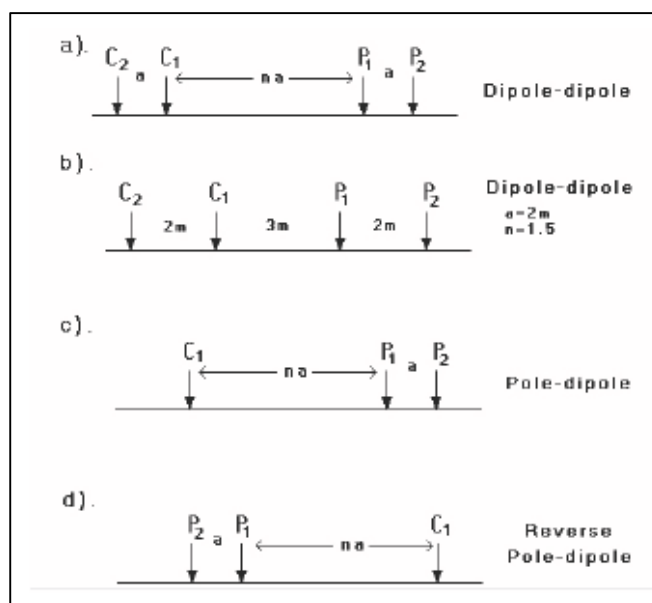 a).
C₂ a C₁ na P₁ a P₂
Dipole-dipole
b).
C₂ C₁ P₁ P₂
2m 3m 2m
Dipole-dipole
a=2m
n=1.5
c).
C₁ na P₁ a P₂
Pole-dipole
d).
P₂ a P₁ na C₁
Reverse
Pole-dipole